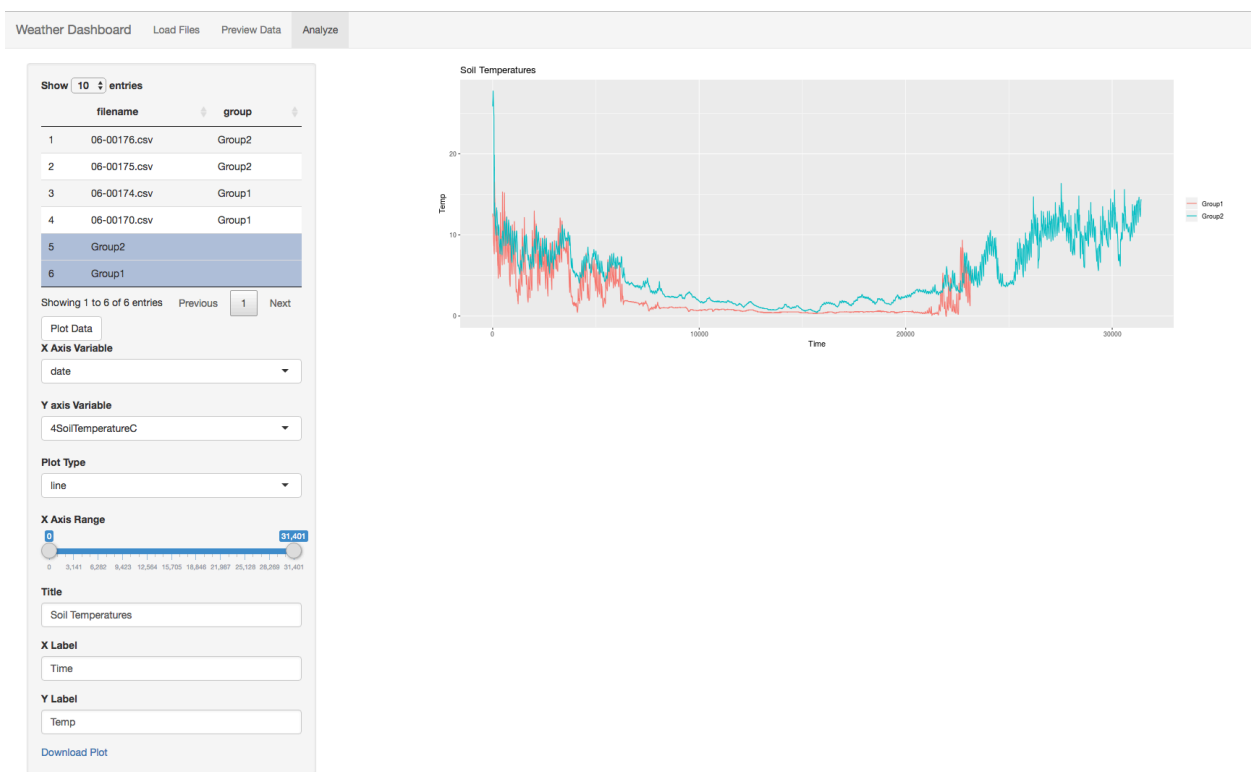 Weather Dashboard Load Files Preview Data Analyze
Show 10 entries
filename group
1 06-00176.csv Group2
2 06-00175.csv Group2
3 06-00174.csv Group1
4 06-00170.csv Group1
5 Group2
6 Group1
Showing 1 to 6 of 6 entries Previous 1 Next
Plot Data
X Axis Variable
date
Y axis Variable
4SoilTemperatureC
Plot Type
line
X Axis Range
0 31,401
0 3,141 6,282 9,423 12,564 15,705 18,846 21,987 25,128 28,269 31,401
Title
Soil Temperatures
X Label
Time
Y Label
Temp
Download Plot
Soil Temperatures
Temp
20
10
0
0 10000 20000 30000
Time
Group1
Group2